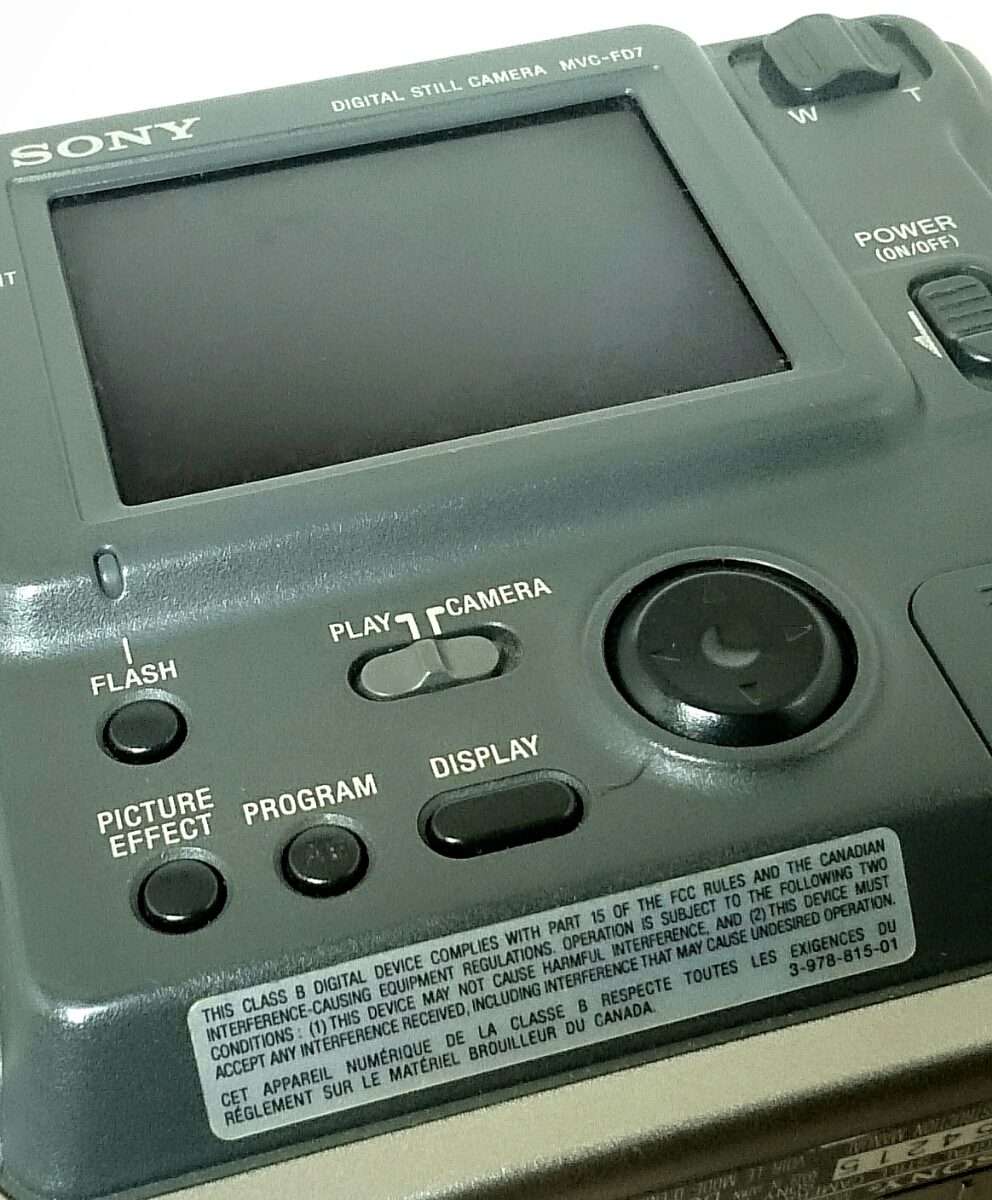 DIGITAL STILL CAMERA MVC-FD7
SONY
W T
POWER
(ON/OFF)
PLAY CAMERA
FLASH
DISPLAY
PICTURE
EFFECT
PROGRAM
THIS CLASS B DIGITAL DEVICE COMPLIES WITH PART 15 OF THE FCC RULES AND THE CANADIAN
INTERFERENCE-CAUSING EQUIPMENT REGULATIONS. OPERATION IS SUBJECT TO THE FOLLOWING TWO
CONDITIONS : (1) THIS DEVICE MAY NOT CAUSE HARMFUL INTERFERENCE, AND (2) THIS DEVICE MUST
ACCEPT ANY INTERFERENCE RECEIVED, INCLUDING INTERFERENCE THAT MAY CAUSE UNDESIRED OPERATION.
CET APPAREIL NUMÉRIQUE DE LA CLASSE B RESPECTE TOUTES LES EXIGENCES DU
RÉGLEMENT SUR LE MATÉRIEL BROUILLEUR DU CANADA.
3-978-815-01
SONY